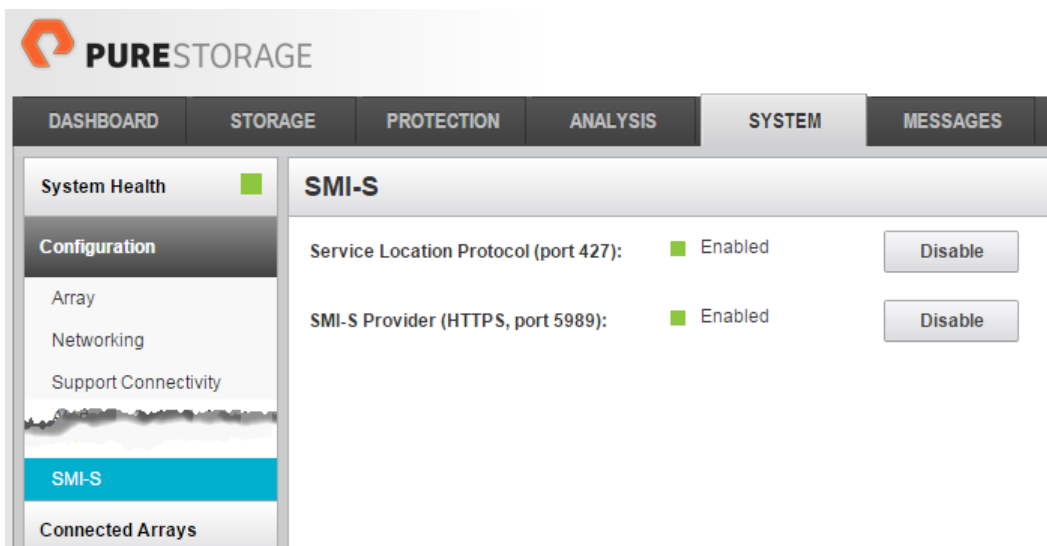 PURESTORAGE
DASHBOARD STORAGE PROTECTION ANALYSIS SYSTEM MESSAGES
System Health
SMI-S
Configuration
Service Location Protocol (port 427): Enabled Disable
Array
SMI-S Provider (HTTPS, port 5989): Enabled Disable
Networking
Support Connectivity
SMI-S
Connected Arrays